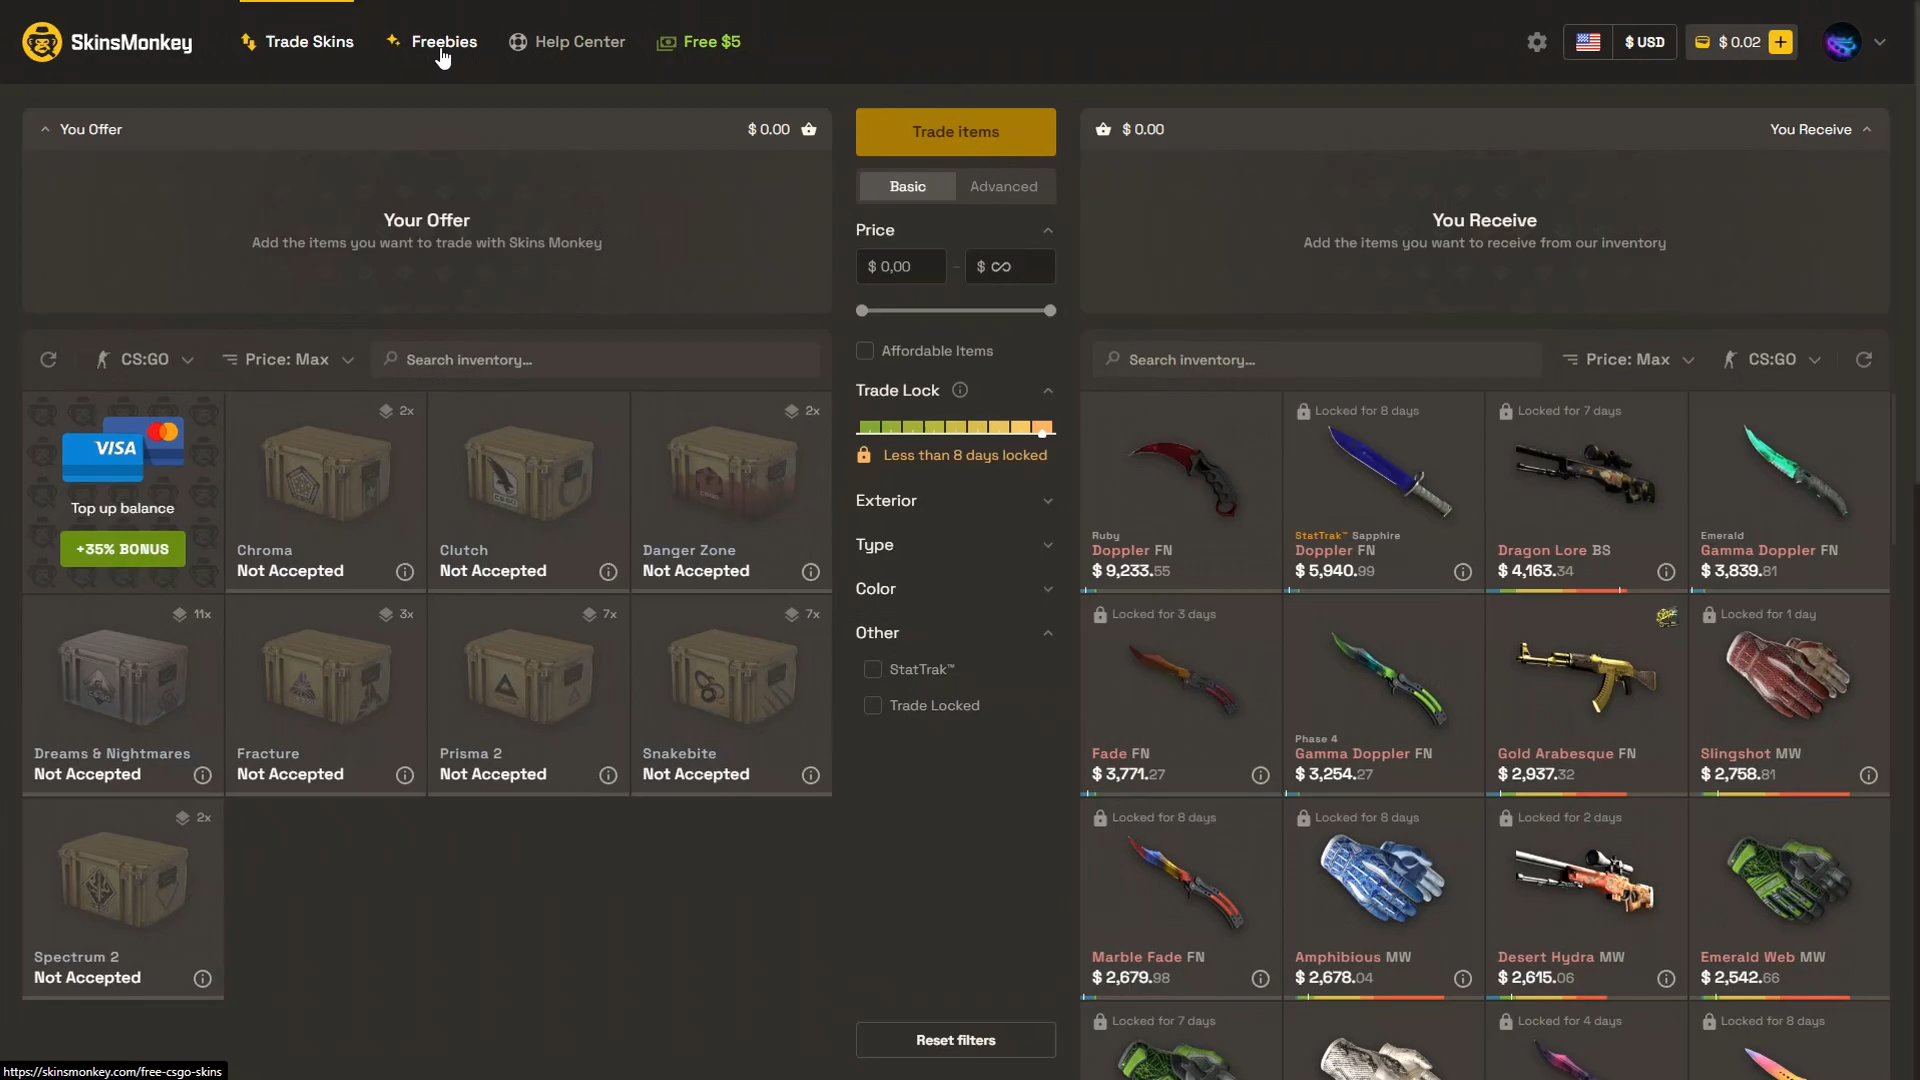 SkinsMonkey
Trade Skins
Freebies
Help Center
Free $5
$ USD
$ 0.02
You Offer
$ 0.00
Your Offer
Add the items you want to trade with Skins Monkey
Trade items
Basic
Advanced
Price
$ 0,00
$ ∞
Affordable Items
Trade Lock
Less than 8 days locked
Exterior
Type
Color
Other
StatTrak™
Trade Locked
Reset filters
$ 0.00
You Receive
You Receive
Add the items you want to receive from our inventory
CS:GO
Price: Max
Search inventory...
VISA
Top up balance
+35% BONUS
2x
Chroma
Not Accepted
Clutch
Not Accepted
2x
Danger Zone
Not Accepted
11x
Dreams & Nightmares
Not Accepted
3x
Fracture
Not Accepted
7x
Prisma 2
Not Accepted
7x
Snakebite
Not Accepted
2x
Spectrum 2
Not Accepted
Search inventory...
Price: Max
CS:GO
Ruby
Doppler FN
$ 9,233.55
Locked for 8 days
StatTrak™ Sapphire
Doppler FN
$ 5,940.99
Locked for 7 days
Dragon Lore BS
$ 4,163.34
Emerald
Gamma Doppler FN
$ 3,839.81
Locked for 3 days
Fade FN
$ 3,771.27
Phase 4
Gamma Doppler FN
$ 3,254.27
Gold Arabesque FN
$ 2,937.32
Locked for 1 day
Slingshot MW
$ 2,758.81
Locked for 8 days
Marble Fade FN
$ 2,679.98
Locked for 8 days
Amphibious MW
$ 2,678.04
Locked for 2 days
Desert Hydra MW
$ 2,615.06
Emerald Web MW
$ 2,542.66
Locked for 7 days
Locked for 4 days
Locked for 8 days
https://skinsmonkey.com/free-csgo-skins